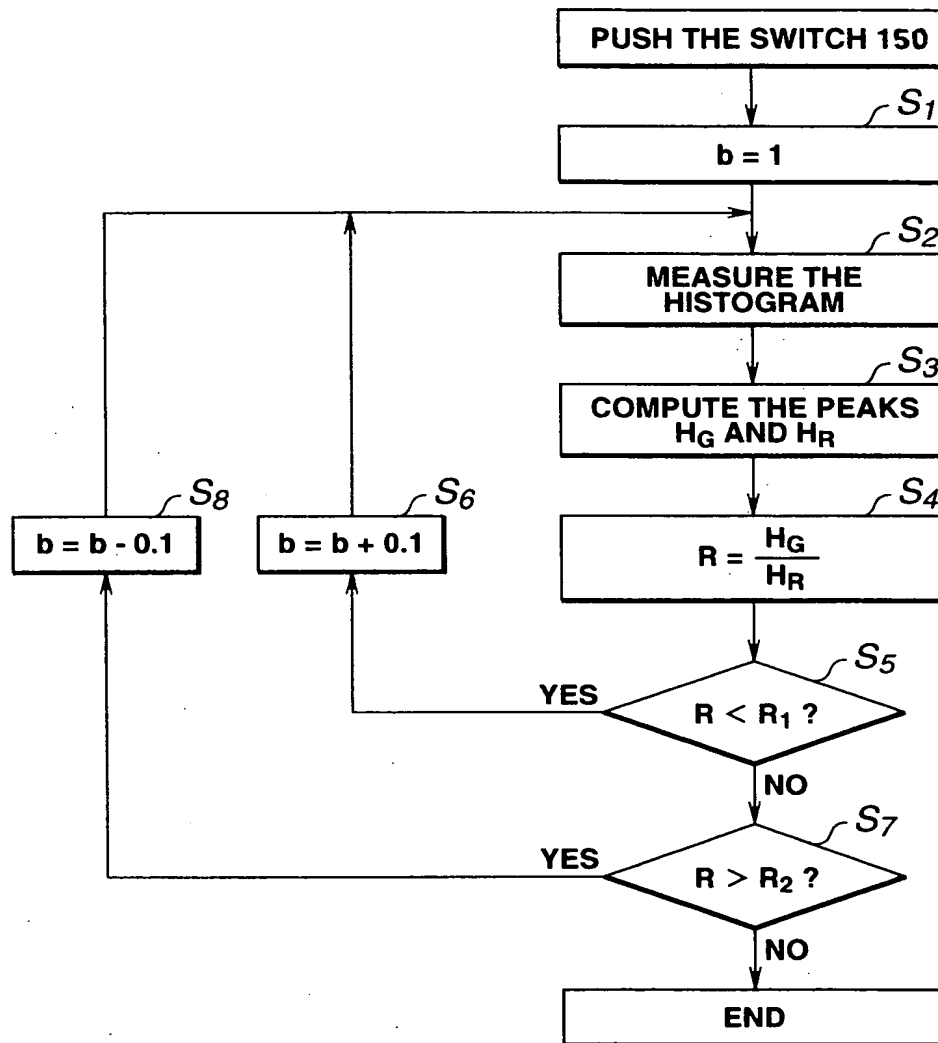 PUSH THE SWITCH 150
S1
b = 1
S2
MEASURE THE
HISTOGRAM
S3
COMPUTE THE PEAKS
HG AND HR
S8
b = b - 0.1
S6
b = b + 0.1
S4
R = HG / HR
S5
YES
R < R1 ?
NO
S7
YES
R > R2 ?
NO
END